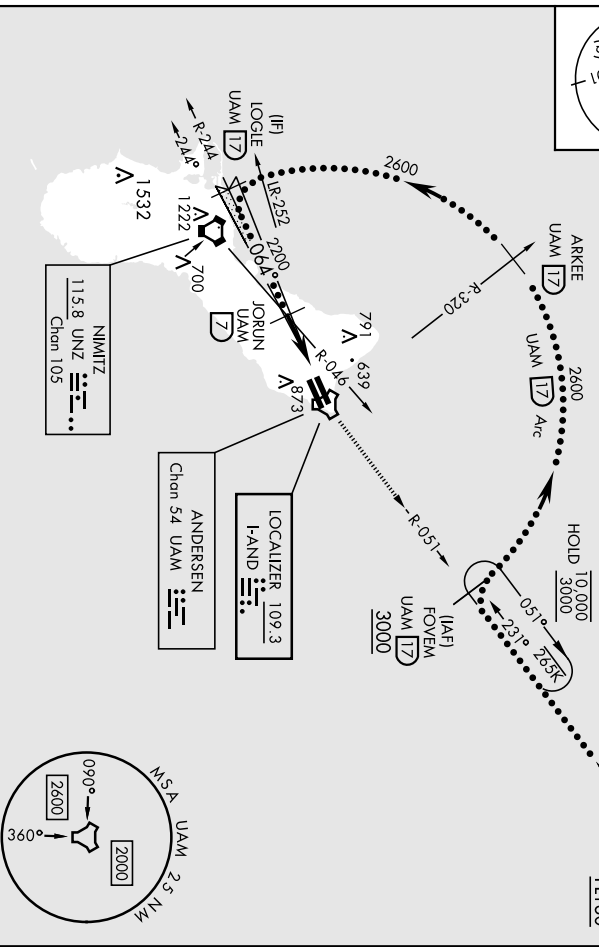 HOLD
10,000
3000
051°
231°
265K
(IAF)
FOVEM
UAM 17
3000
2600
UAM 17 Arc
ARKEE
UAM 17
R-320
2600
(IF)
LOGLE
UAM 17
LR-252
R-244
244°
2200
064°
JORUN
UAM
7
R-046
R-051
791
639
873
700
1222
1532
NIMITZ
115.8 UNZ
Chan 105
ANDERSEN
Chan 54 UAM
LOCALIZER 109.3
I-AND
MSA UAM 25 NM
090°
2600
360°
2000